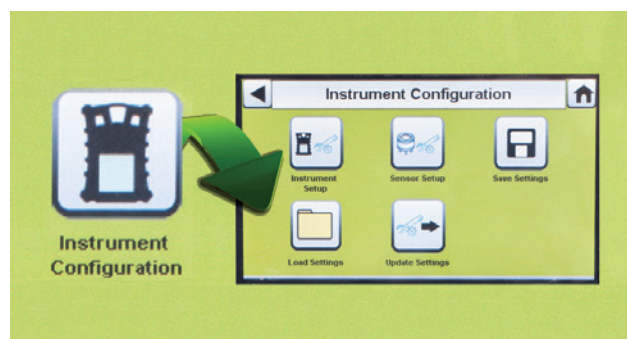 Instrument
Configuration
Instrument Configuration
Instrument
Setup
Sensor Setup
Save Settings
Load Settings
Update Settings